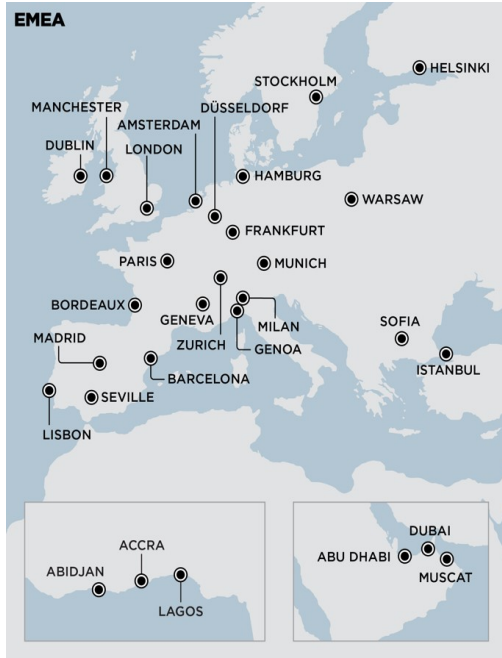 EMEA
HELSINKI
STOCKHOLM
MANCHESTER
DÜSSELDORF
AMSTERDAM
DUBLIN
LONDON
HAMBURG
WARSAW
FRANKFURT
PARIS
MUNICH
BORDEAUX
GENEVA
MILAN
SOFIA
MADRID
ZURICH
GENOA
ISTANBUL
BARCELONA
SEVILLE
LISBON
ACCRA
ABIDJAN
LAGOS
DUBAI
ABU DHABI
MUSCAT